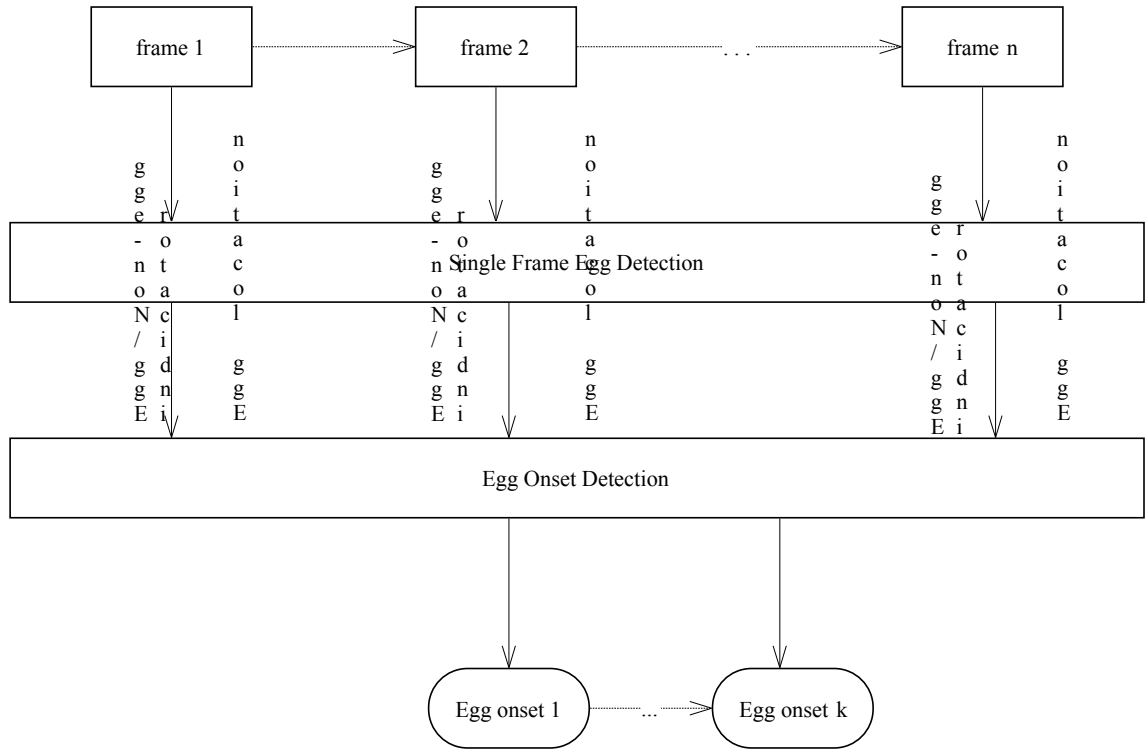 frame 1
frame 2
. . .
frame n
Egg/Non-egg
indicator
Egg location
Egg/Non-egg
indicator
Egg location
Egg/Non-egg
indicator
Egg location
Single Frame Egg Detection
Egg Onset Detection
Egg onset 1
...
Egg onset k